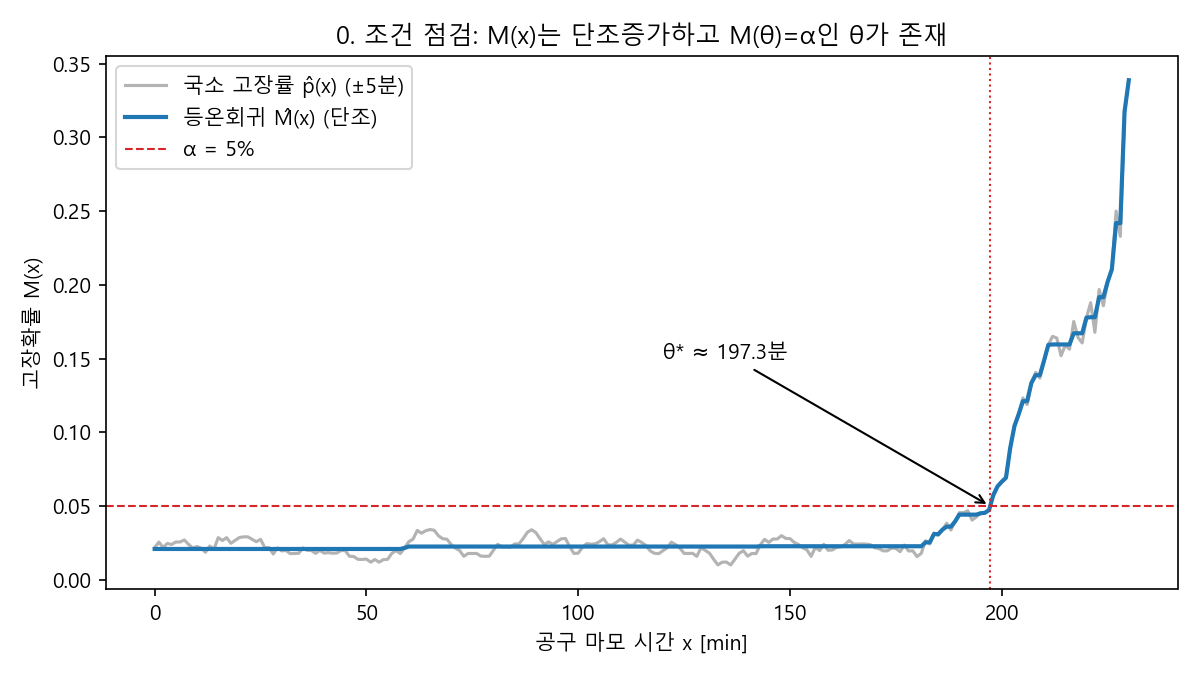 0. 조건 점검: M(x)는 단조증가하고 M(θ)=α인 θ가 존재
국소 고장률 p̂(x) (±5분)
등온회귀 M̂(x) (단조)
α = 5%
θ* ≈ 197.3분
고장확률 M(x)
0.35
0.30
0.25
0.20
0.15
0.10
0.05
0.00
0
50
100
150
200
공구 마모 시간 x [min]